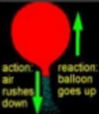 action:
air
rushes
down
reaction:
balloon
goes up